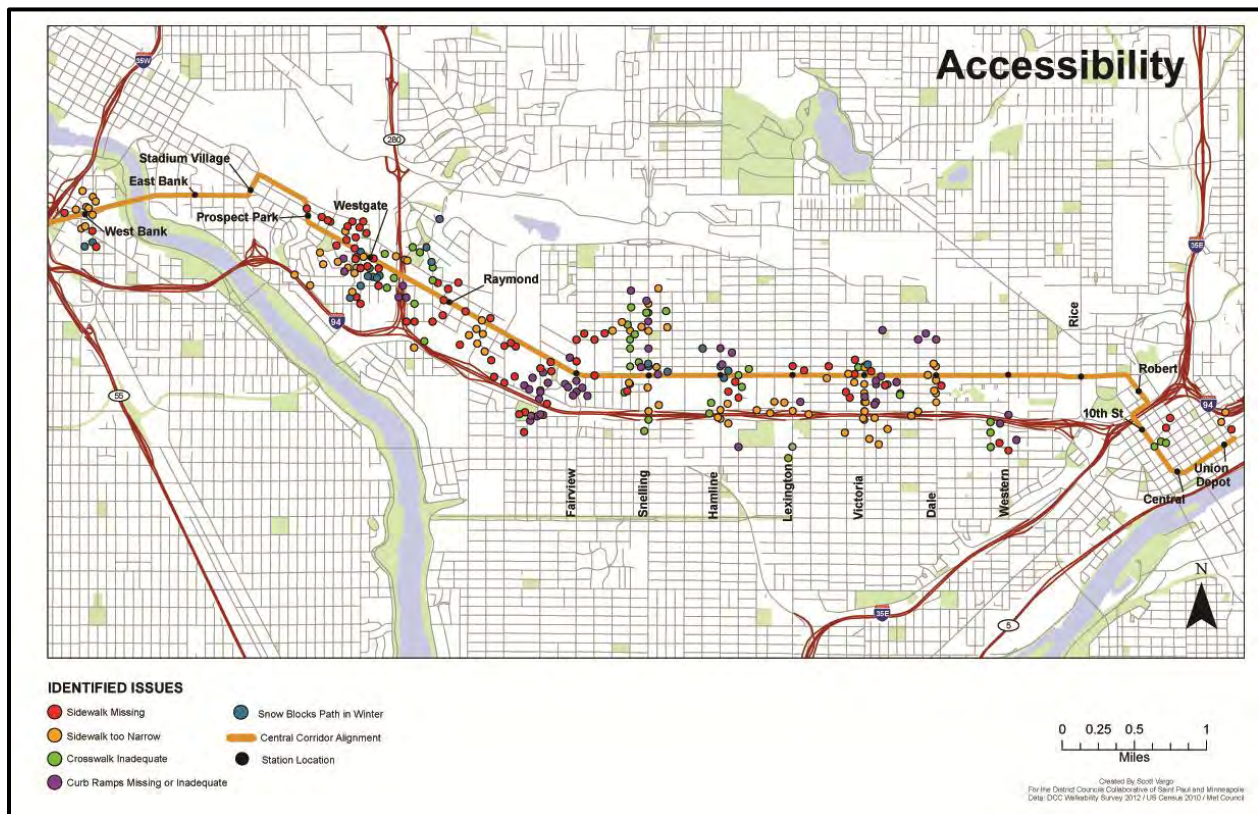 Accessibility
35W
280
Stadium Village
East Bank
Westgate
Prospect Park
West Bank
35E
Raymond
94
Rice
55
Robert
94
10th St
Union
Depot
Central
Fairview
Snelling
Hamline
Lexington
Victoria
Dale
Western
N
35E
5
IDENTIFIED ISSUES
Sidewalk Missing
Sidewalk too Narrow
Crosswalk Inadequate
Curb Ramps Missing or Inadequate
Snow Blocks Path in Winter
Central Corridor Alignment
Station Location
0 0.25 0.5 1
Miles
Created By Scott Vargo
For the District Councils Collaborative of Saint Paul and Minneapolis
Data: DCC Walkability Survey 2012 / US Census 2010 / Met Council